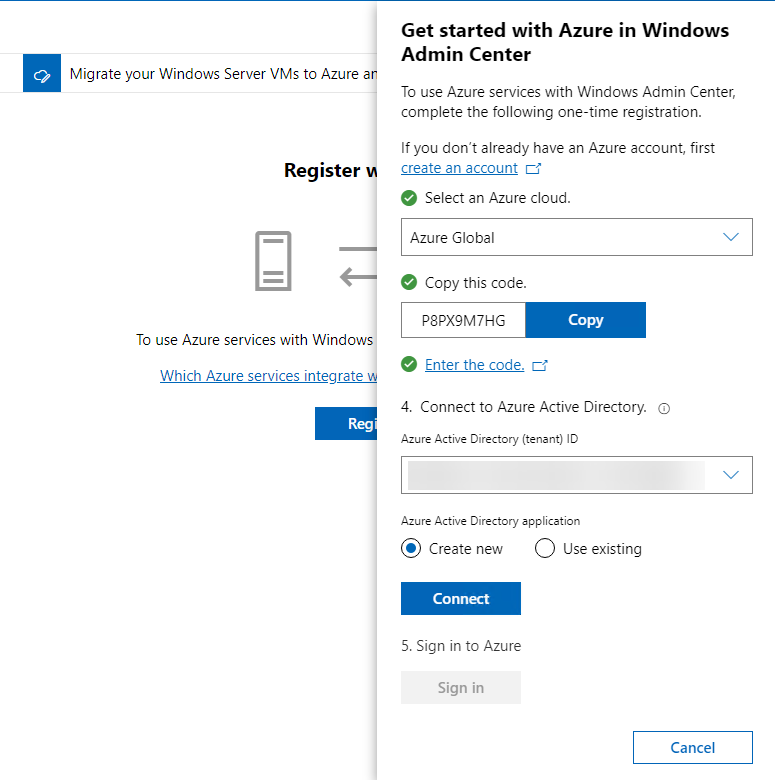 Migrate your Windows Server VMs to Azure an
Register w
To use Azure services with Windows
Which Azure services integrate w
Regi
Get started with Azure in Windows
Admin Center
To use Azure services with Windows Admin Center,
complete the following one-time registration.
If you don't already have an Azure account, first
create an account
Select an Azure cloud.
Azure Global
Copy this code.
P8PX9M7HG
Copy
Enter the code.
4. Connect to Azure Active Directory.
Azure Active Directory (tenant) ID
Azure Active Directory application
Create new
Use existing
Connect
5. Sign in to Azure
Sign in
Cancel